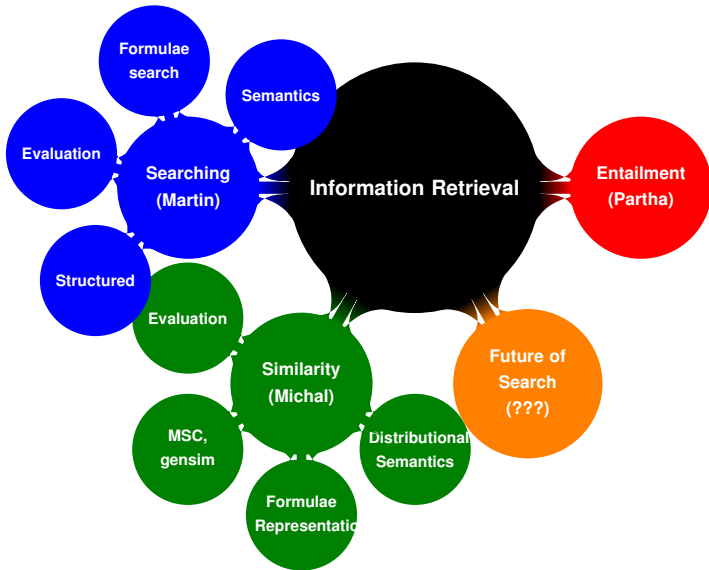 Formulae
search
Semantics
Evaluation
Searching
(Martin)
Structured
Information Retrieval
Entailment
(Partha)
Evaluation
Similarity
(Michal)
MSC,
gensim
Formulae
Representatio
Distributional
Semantics
Future of
Search
(???)